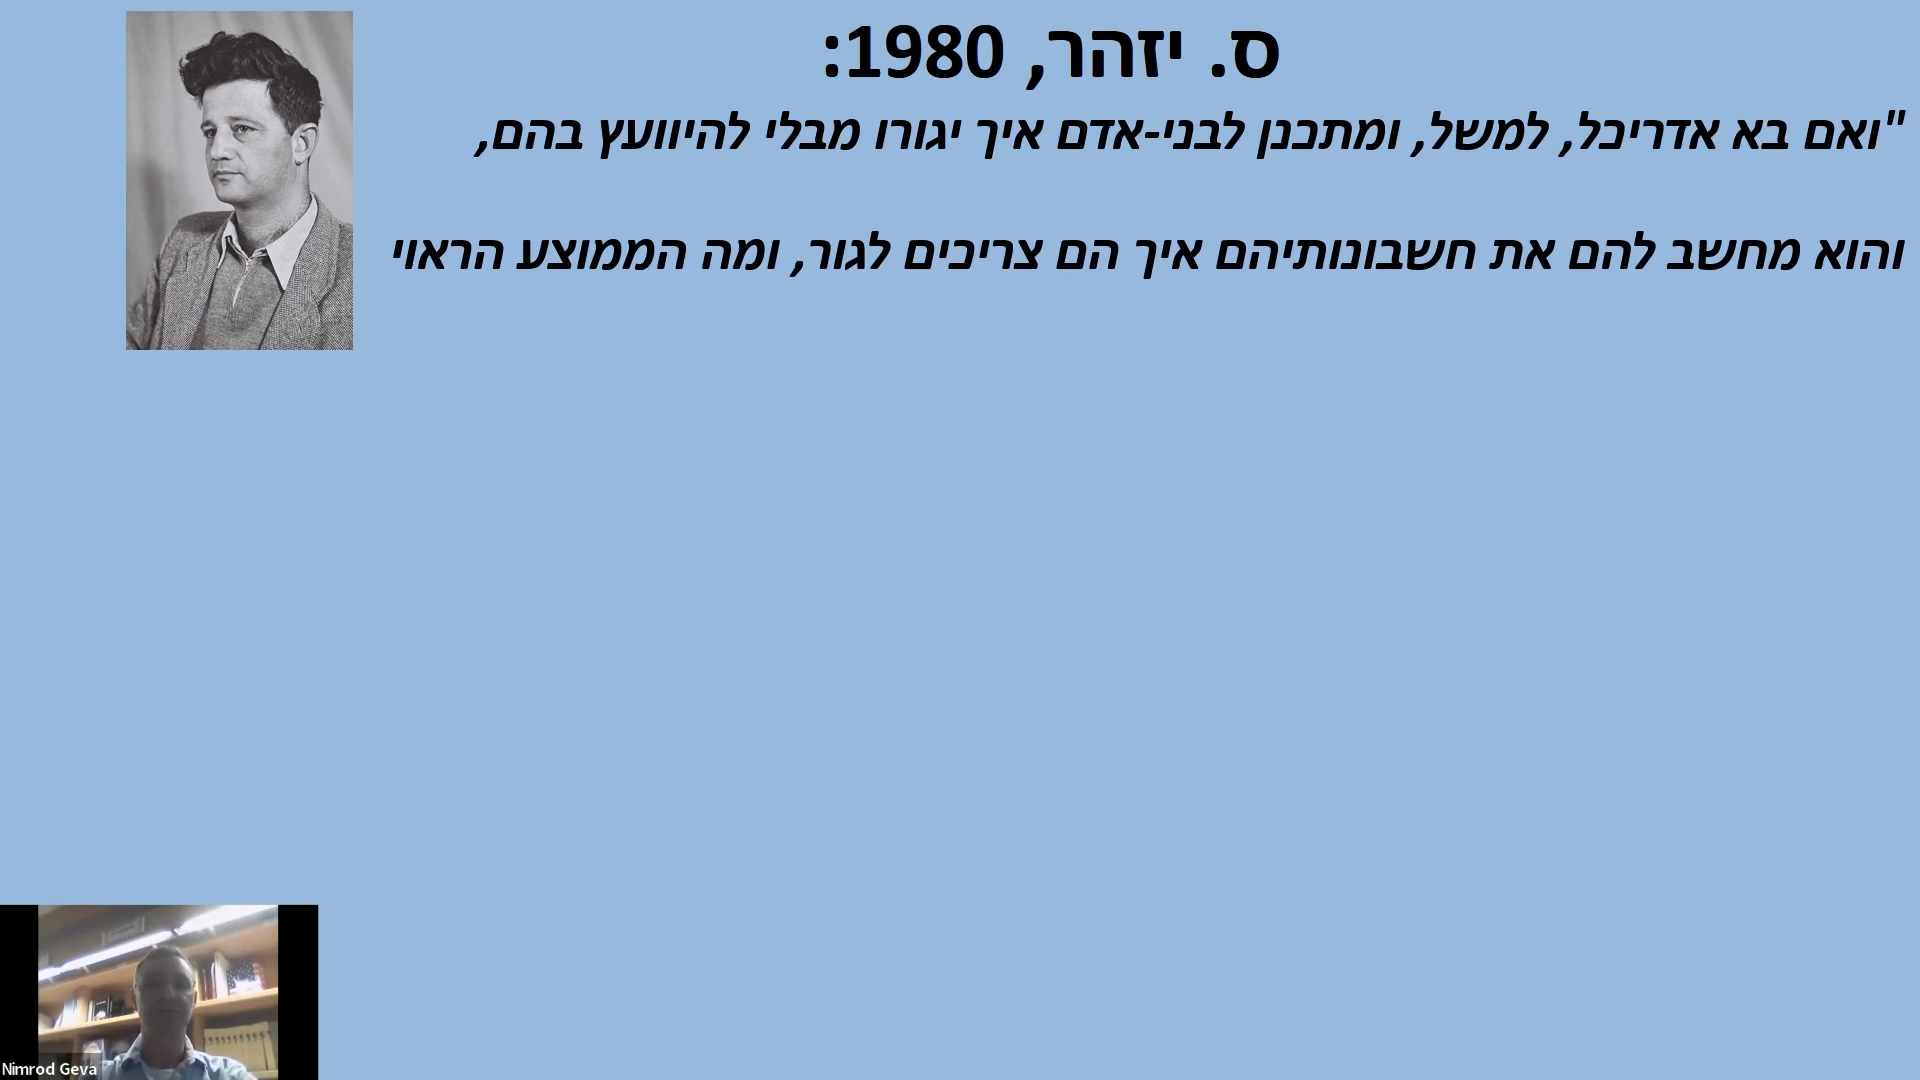 ס. יזהר, 1980:
"ואם בא אדריכל, למשל, ומתכנן לבני-אדם איך יגורו מבלי להיוועץ בהם,
והוא מחשב להם את חשבונותיהם איך הם צריכים לגור, ומה הממוצע הראוי
Nimrod Geva